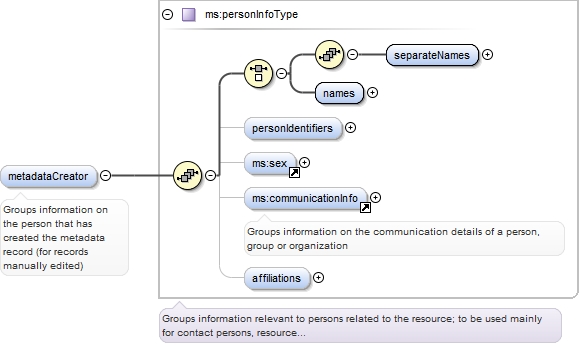 ms:personInfoType
separateNames
names
personIdentifiers
ms:sex
metadataCreator
ms:communicationInfo
Groups information on
the person that has
created the metadata
record (for records
manually edited)
Groups information on the communication details of a person,
group or organization
affiliations
Groups information relevant to persons related to the resource; to be used mainly
for contact persons, resource...